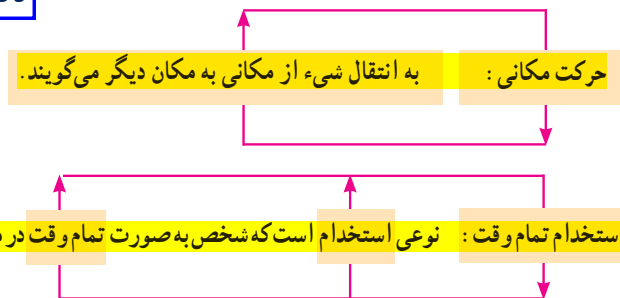 حرکت مکانی : به انتقال شیء از مکانی به مکان دیگر می‌گویند.
ستخدام تمام وقت : نوعی استخدام است که شخص به صورت تمام وقت در